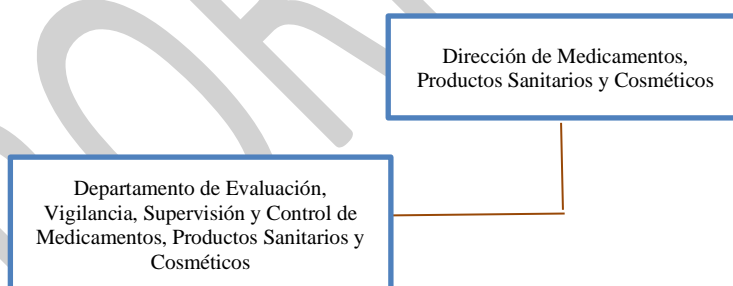 Dirección de Medicamentos,
Productos Sanitarios y Cosméticos
Departamento de Evaluación,
Vigilancia, Supervisión y Control de
Medicamentos, Productos Sanitarios y
Cosméticos